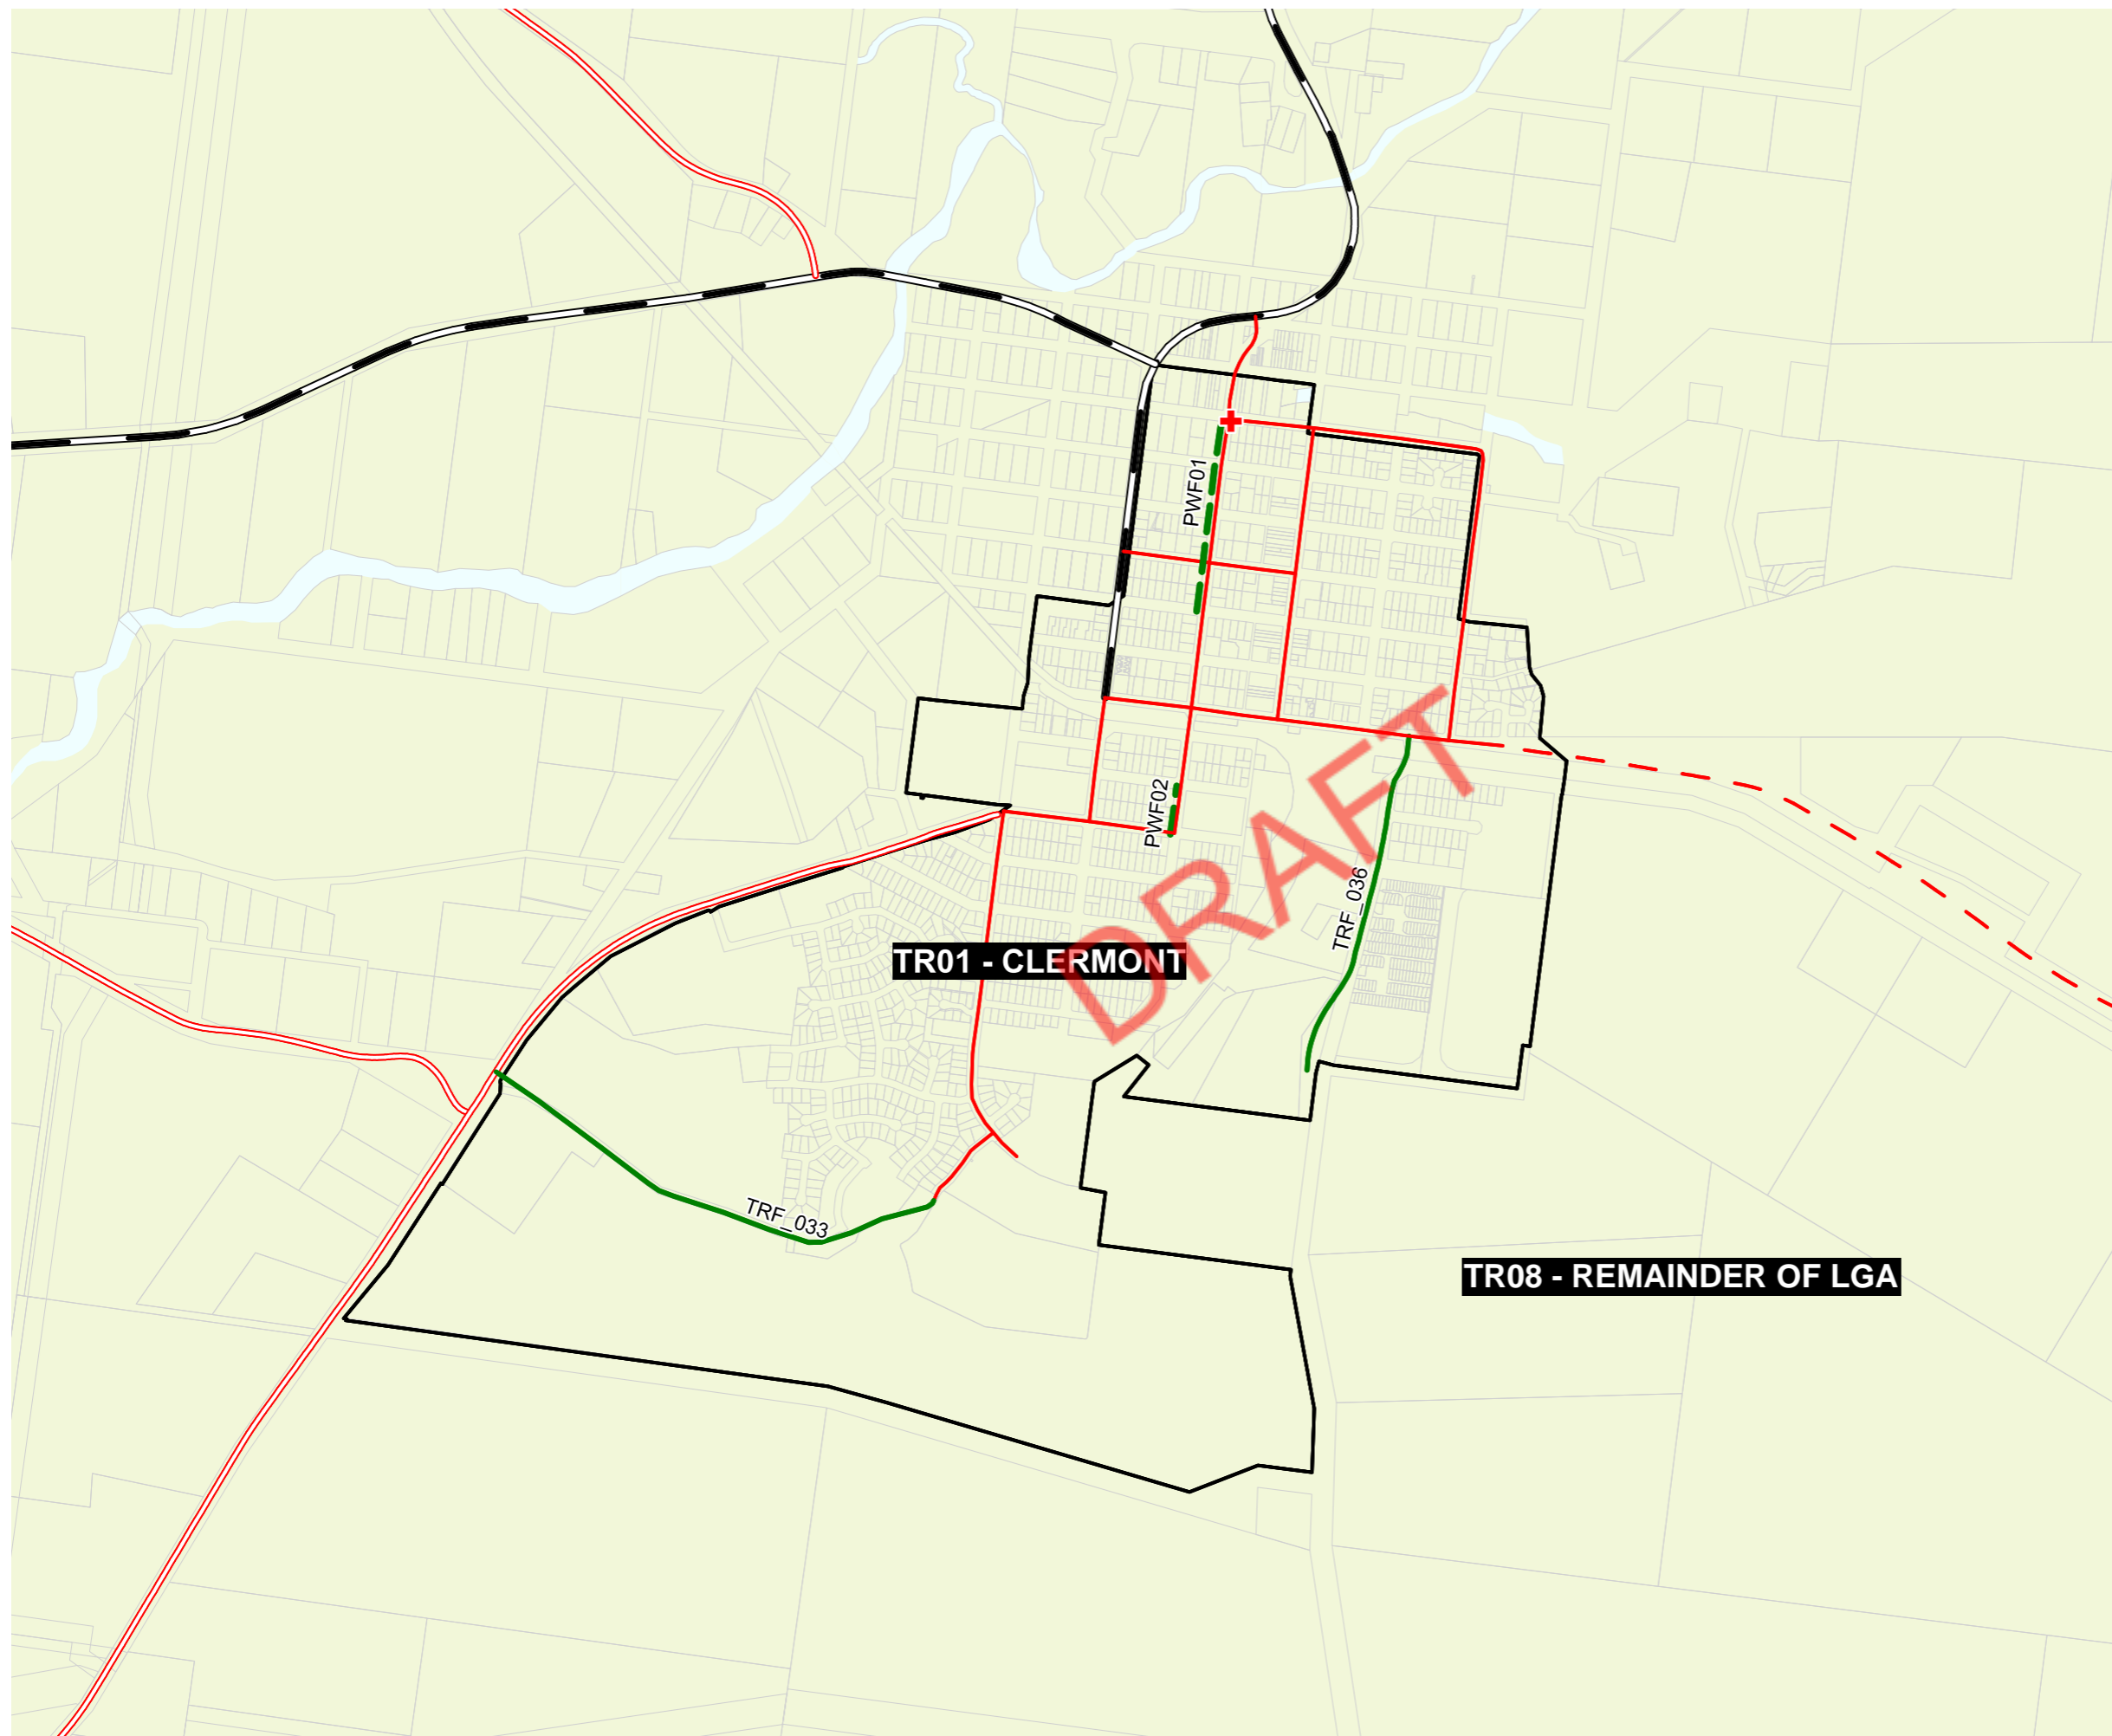 PWF01
PWF02
DRAFT
TRF_036
TR01 - CLERMONT
TRF_033
TR08 - REMAINDER OF LGA